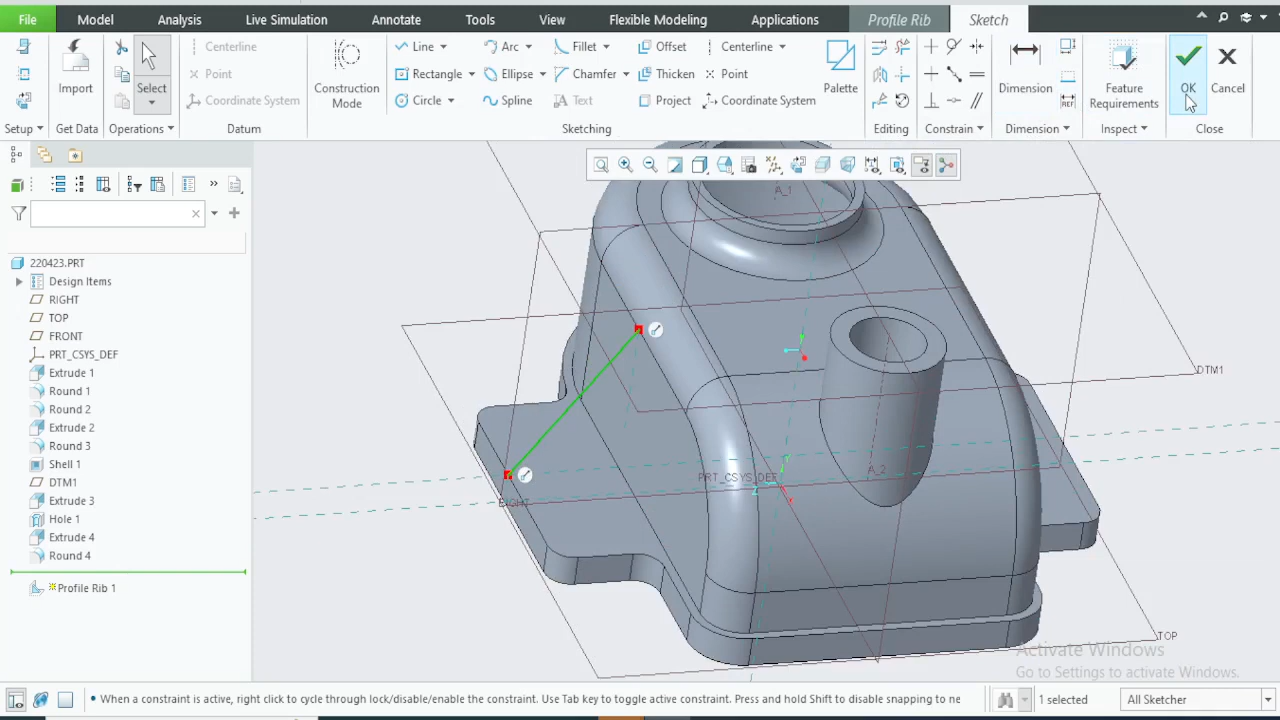 File Model Analysis Live Simulation Annotate Tools View Flexible Modeling Applications Profile Rib Sketch
Centerline Line Arc Fillet Offset Centerline
Point Rectangle Ellipse Chamfer Thicken Point
Import Select Construction Mode Palette Dimension Feature Requirements OK Cancel
Coordinate System Circle Spline Text Project Coordinate System
Setup Get Data Operations Datum Sketching Editing Constrain Dimension Inspect Close
REF
A_1
220423.PRT
Design Items
RIGHT
TOP
FRONT
PRT_CSYS_DEF
Extrude 1
Round 1
Round 2
Extrude 2
Round 3
Shell 1
DTM1
Extrude 3
Hole 1
Extrude 4
Round 4
Profile Rib 1
DTM1
A_2
PRT_CSYS_DEF
RIGHT
TOP
Activate Windows
Go to Settings to activate Windows.
When a constraint is active, right click to cycle through lock/disable/enable the constraint. Use Tab key to toggle active constraint. Press and hold Shift to disable snapping to ne
1 selected
All Sketcher